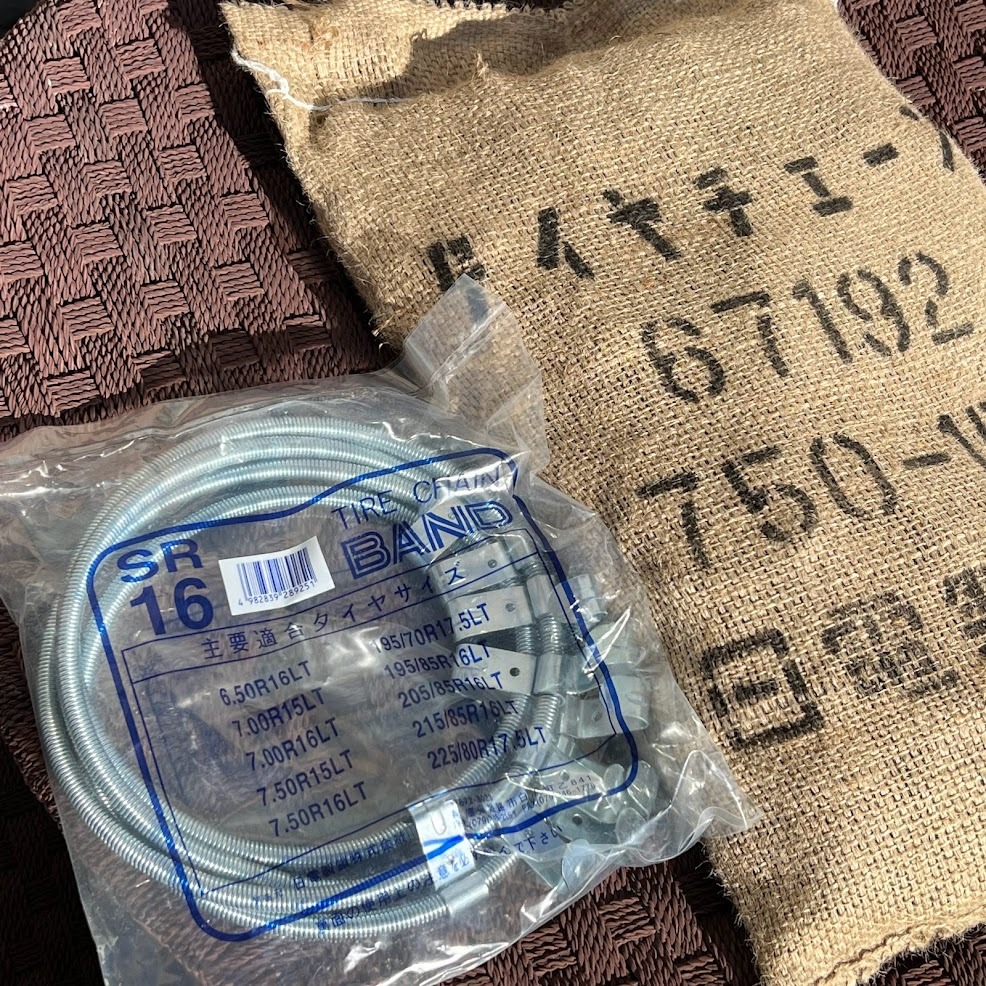 タイヤチェーン
67192
750-16
TIRE CHAIN
BAND
SR
16
4 982839 289251
主要適合タイヤサイズ
6.50R16LT
7.00R15LT
7.00R16LT
7.50R15LT
7.50R16LT
195/70R17.5LT
195/85R16LT
205/85R16LT
215/85R16LT
225/80R17.5LT